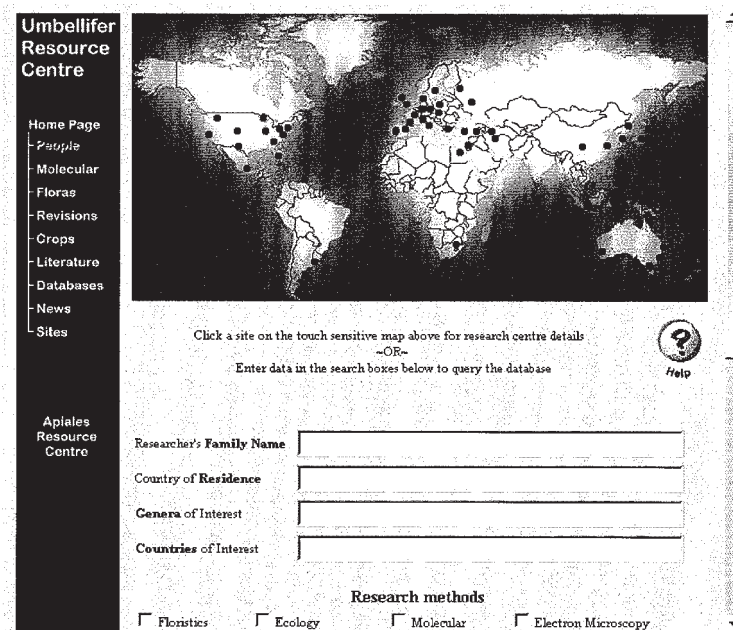 Umbellifer
Resource
Centre
Home Page
People
Molecular
Floras
Revisions
Crops
Literature
Databases
News
Sites
Apiales
Resource
Centre
Click a site on the touch sensitive map above for research centre details
~OR~
Enter data in the search boxes below to query the database
?
Help
Researcher's Family Name
Country of Residence
Genera of Interest
Countries of Interest
Research methods
Floristics Ecology Molecular Electron Microscopy